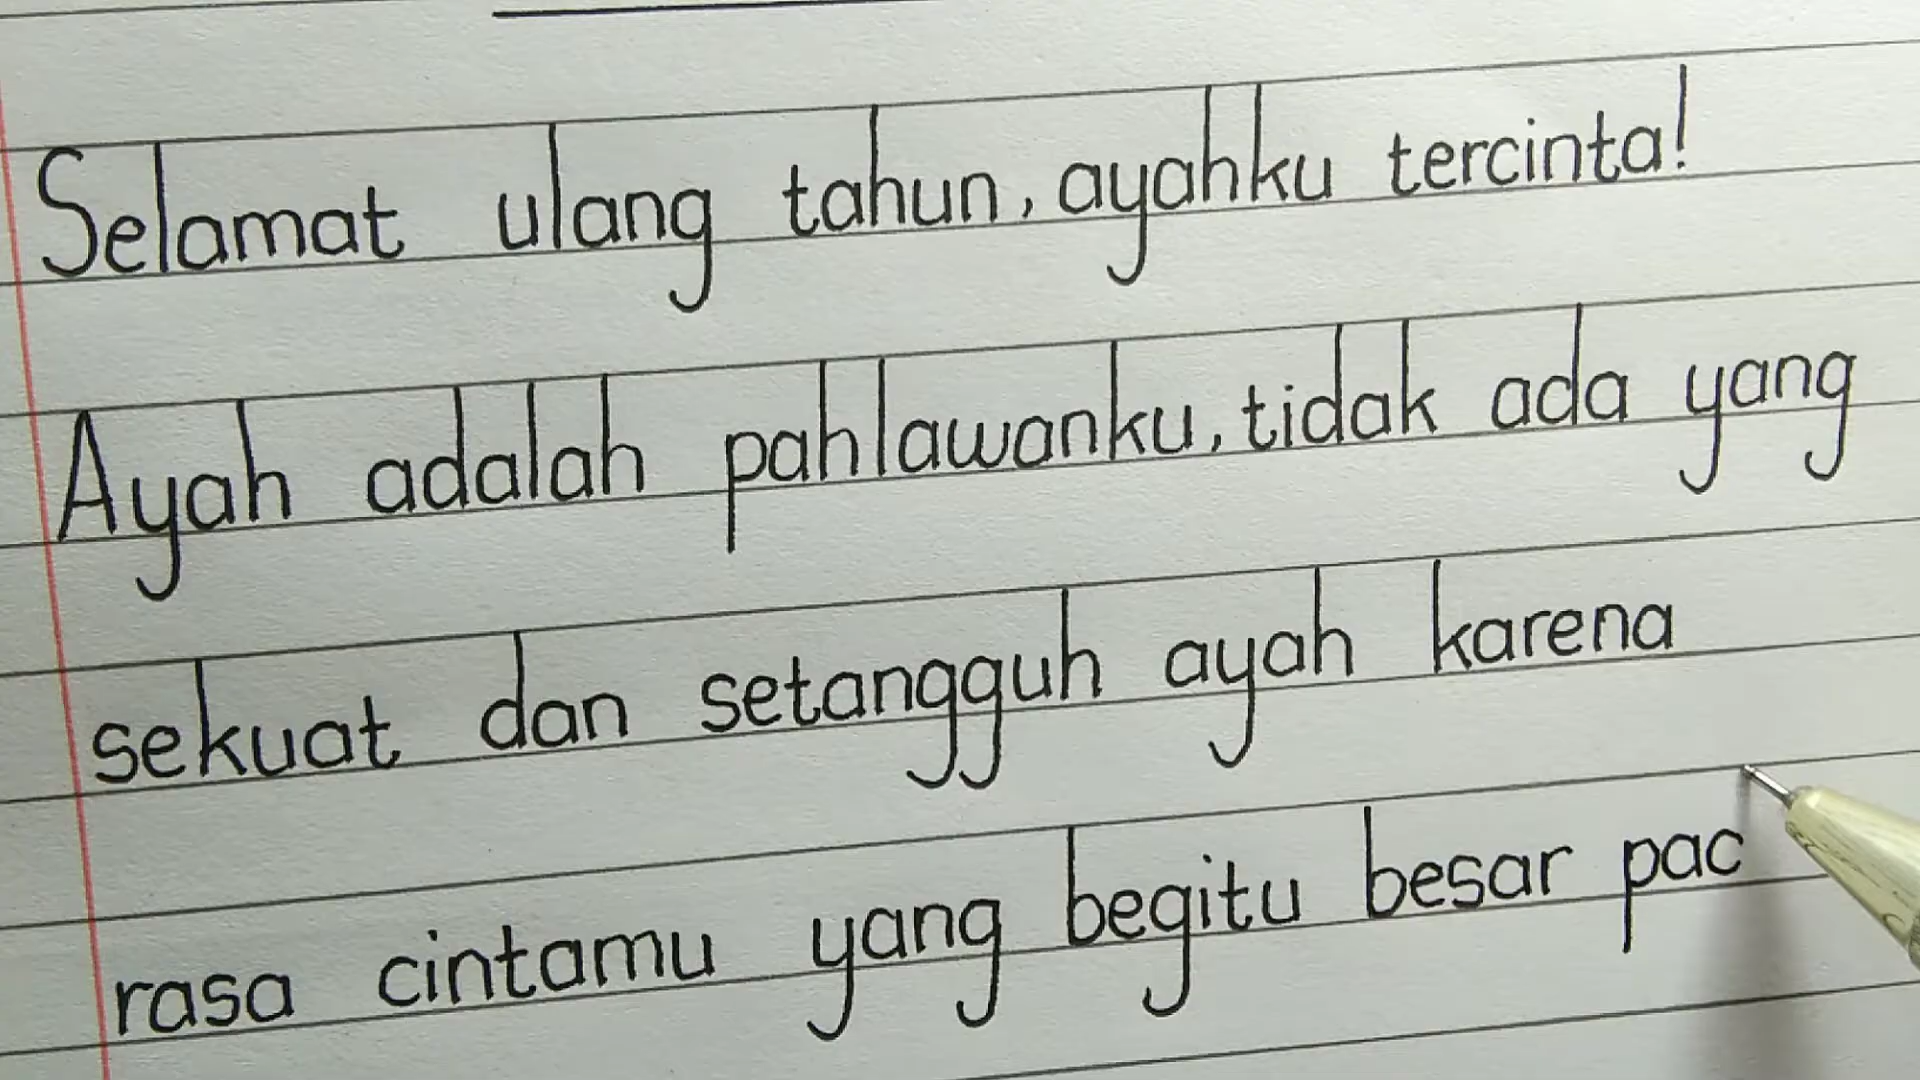 Selamat ulang tahun, ayahku tercinta!
Ayah adalah pahlawanku, tidak ada yang
sekuat dan setangguh ayah karena
rasa cintamu yang begitu besar pac